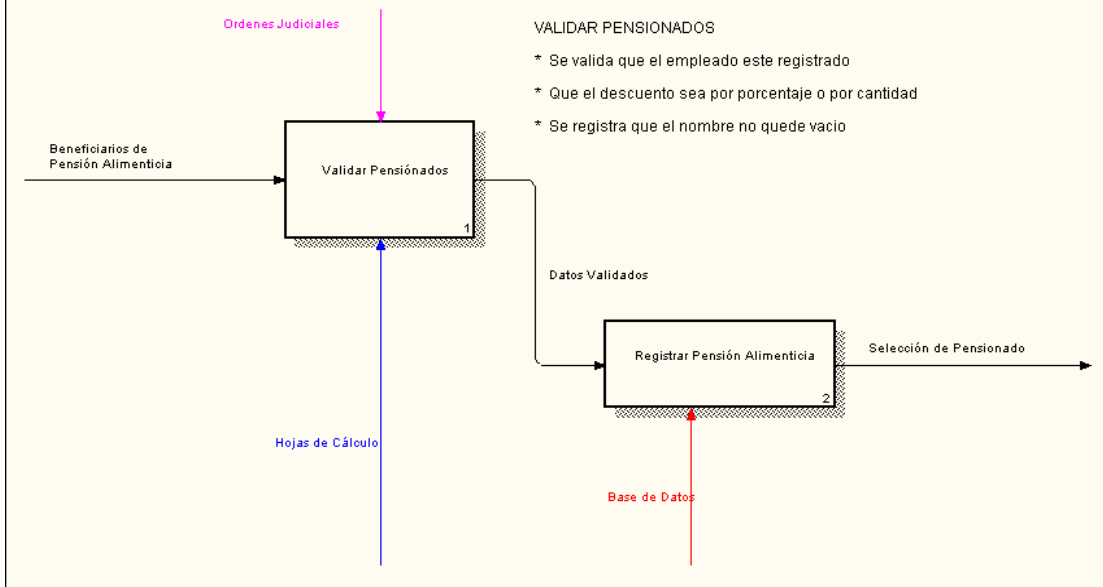 Ordenes Judiciales
VALIDAR PENSIONADOS
* Se valida que el empleado este registrado
* Que el descuento sea por porcentaje o por cantidad
* Se registra que el nombre no quede vacio
Beneficiarios de
Pensión Alimenticia
Validar Pensiónados
1
Datos Validados
Registrar Pensión Alimenticia
2
Selección de Pensionado
Hojas de Cálculo
Base de Datos